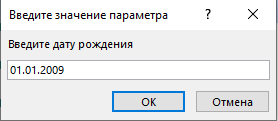 Введите значение параметра ? ×
Введите дату рождения
01.01.2009
ОК Отмена